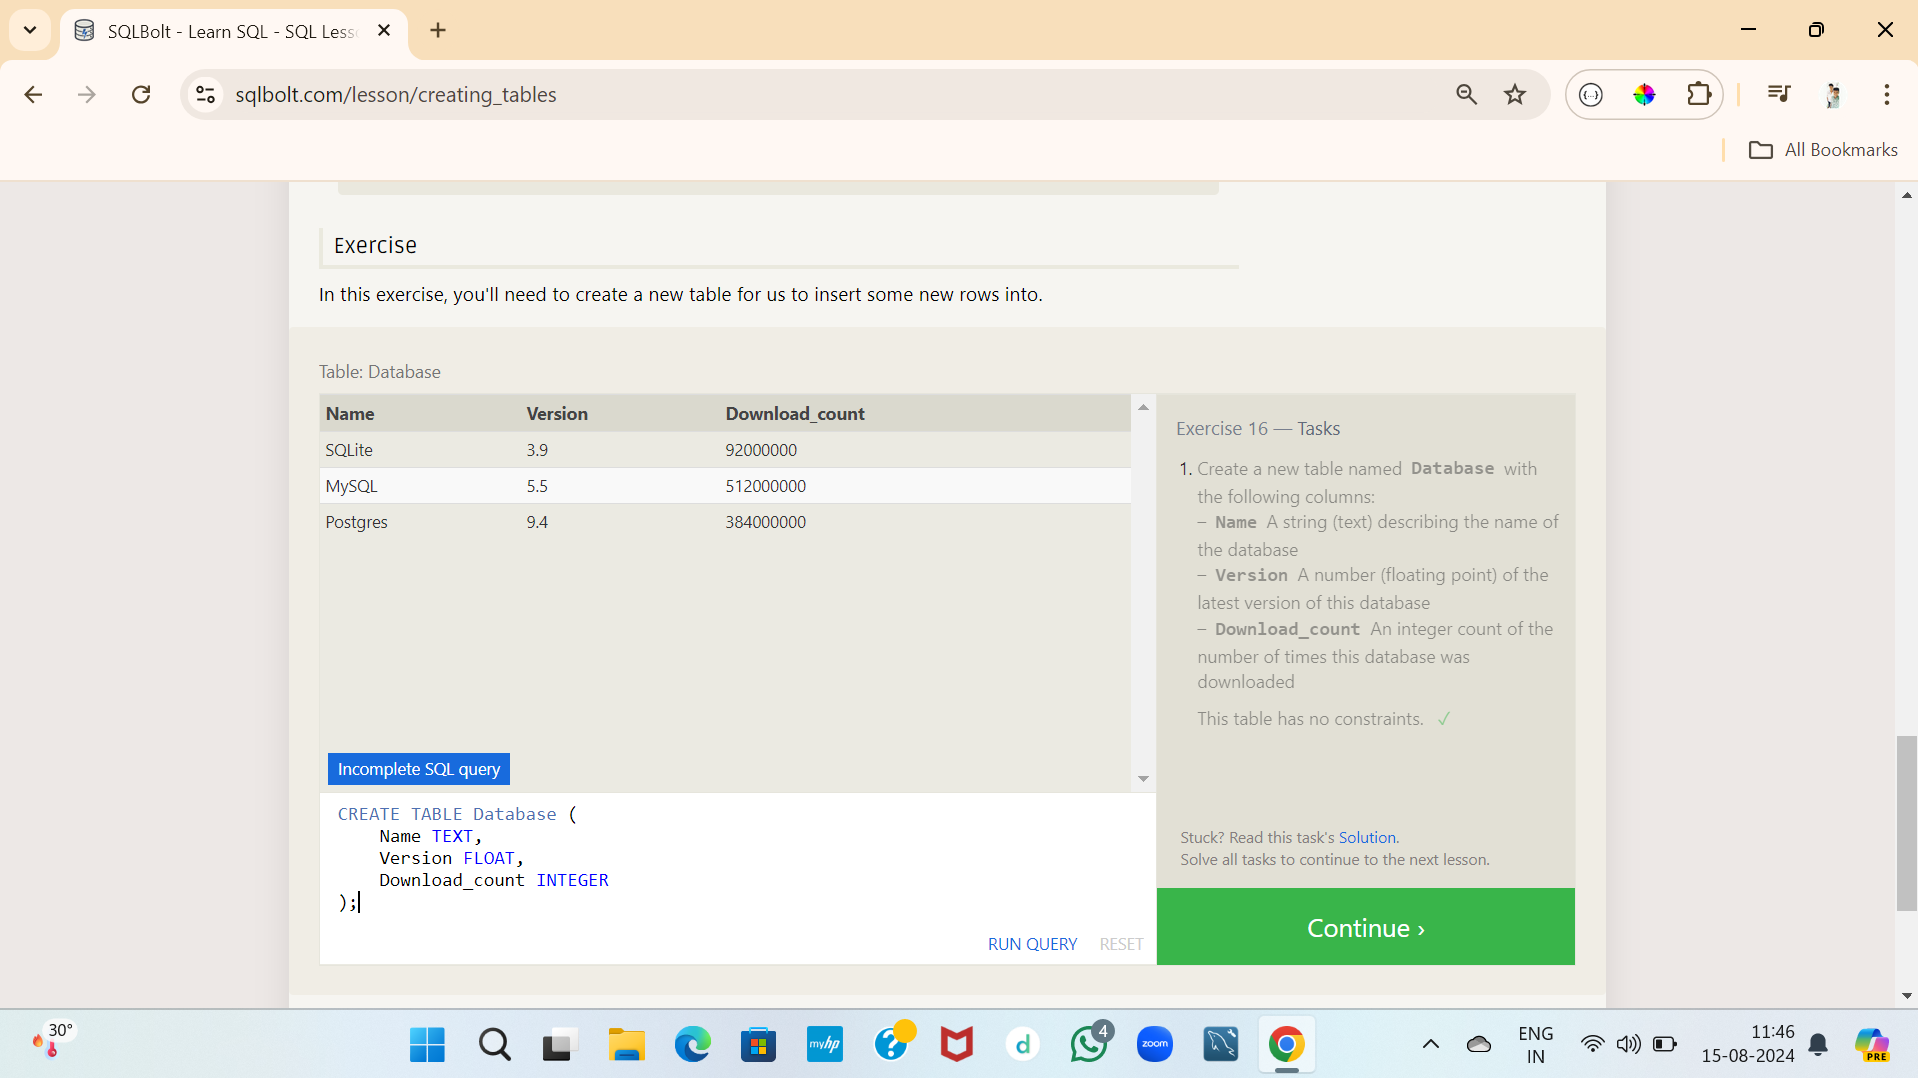 SQLBolt - Learn SQL - SQL Less
sqlbolt.com/lesson/creating_tables
All Bookmarks
Exercise
In this exercise, you'll need to create a new table for us to insert some new rows into.
Table: Database
Name Version Download_count
SQLite 3.9 92000000
MySQL 5.5 512000000
Postgres 9.4 384000000
Incomplete SQL query
CREATE TABLE Database (
Name TEXT,
Version FLOAT,
Download_count INTEGER
);
RUN QUERY RESET
Exercise 16 — Tasks
1. Create a new table named Database with
the following columns:
– Name A string (text) describing the name of
the database
– Version A number (floating point) of the
latest version of this database
– Download_count An integer count of the
number of times this database was
downloaded
This table has no constraints. ✓
Stuck? Read this task's Solution.
Solve all tasks to continue to the next lesson.
Continue ›
30°
myhp
?
d
4
zoom
ENG
IN
11:46
15-08-2024
PRE